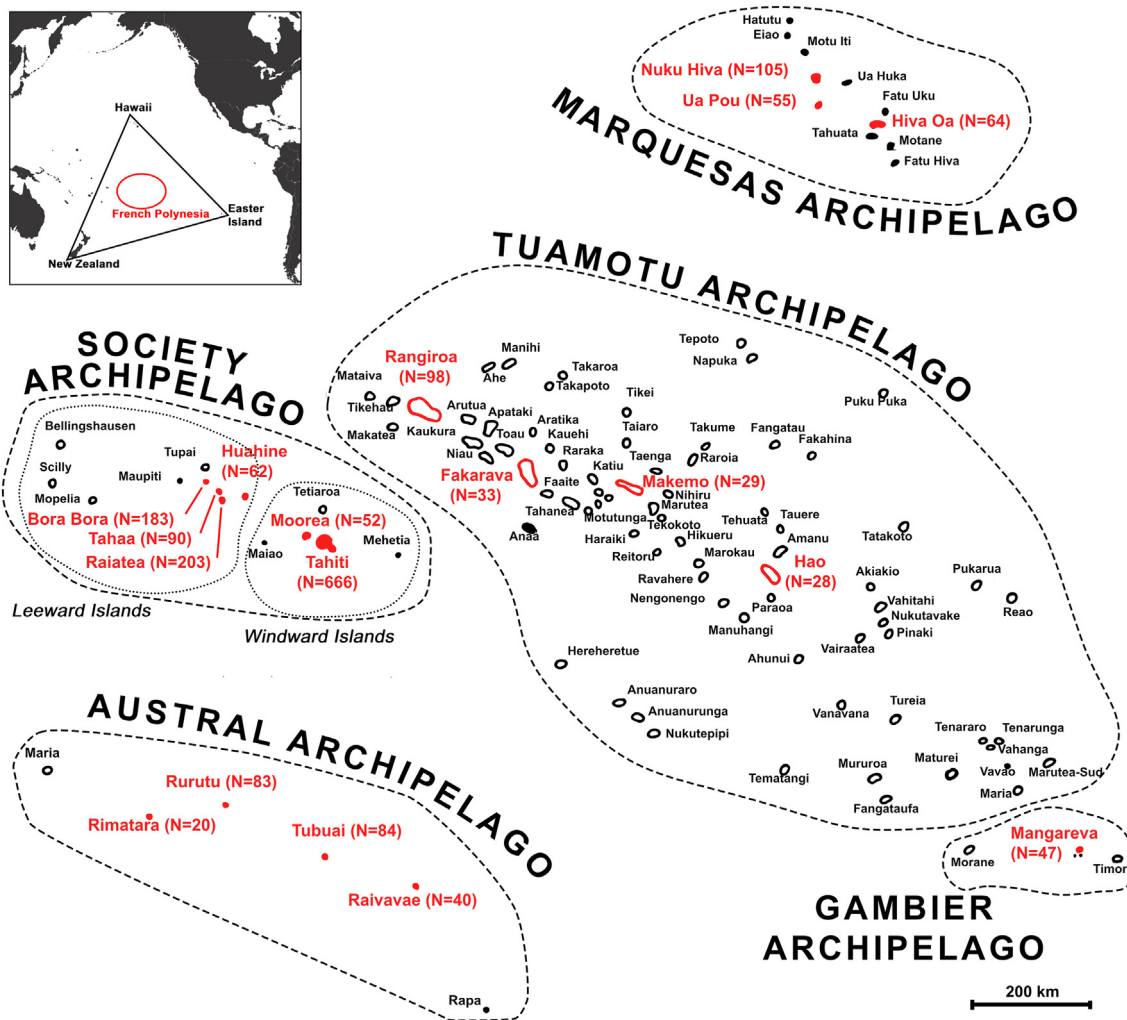 Hawaii
French Polynesia
Easter
Island
New Zealand
Hatutu
Eiao
Motu Iti
Nuku Hiva (N=105)
Ua Huka
Ua Pou (N=55)
Fatu Uku
Hiva Oa (N=64)
Tahuata
Motane
Fatu Hiva
MARQUESAS ARCHIPELAGO
TUAMOTU ARCHIPELAGO
Tepoto
Napuka
Manihi
Ahe
Rangiroa
(N=98)
Mataiva
Tikehau
Makatea
Takaroa
Takapoto
Tikei
Puku Puka
Arutua
Apataki
Kaukura
Toau
Aratika
Kauehi
Niau
Raraka
Taiaro
Takume
Fangatau
Fakahina
Raroia
Taenga
Katiu
Fakarava
(N=33)
Faaite
Makemo (N=29)
Nihiru
Marutea
Tahanea
Motutunga
Tekokoto
Tehuata
Tauere
Anaa
Haraiki
Hikueru
Amanu
Tatakoto
Reitoru
Marokau
Hao
(N=28)
Ravahere
Akiakio
Pukarua
Nengonengo
Paraoa
Vahitahi
Reao
Nukutavake
Manuhangi
Pinaki
Vairaatea
Hereheretue
Ahunui
Anuanuraro
Anuanurunga
Nukutepipi
Vanavana
Tureia
Tenararo
Tenarunga
Vahanga
Tematangi
Mururoa
Maturei
Vavao
Marutea-Sud
Fangataufa
Maria
SOCIETY
ARCHIPELAGO
Bellingshausen
Tupai
Huahine
(N=62)
Scilly
Maupiti
Mopelia
Bora Bora (N=183)
Tahaa (N=90)
Raiatea (N=203)
Tetiaroa
Moorea (N=52)
Maiao
Mehetia
Tahiti
(N=666)
Leeward Islands
Windward Islands
AUSTRAL ARCHIPELAGO
Maria
Rurutu (N=83)
Rimatara (N=20)
Tubuai (N=84)
Raivavae (N=40)
Rapa
Mangareva
(N=47)
Morane
Timor
GAMBIER
ARCHIPELAGO
200 km